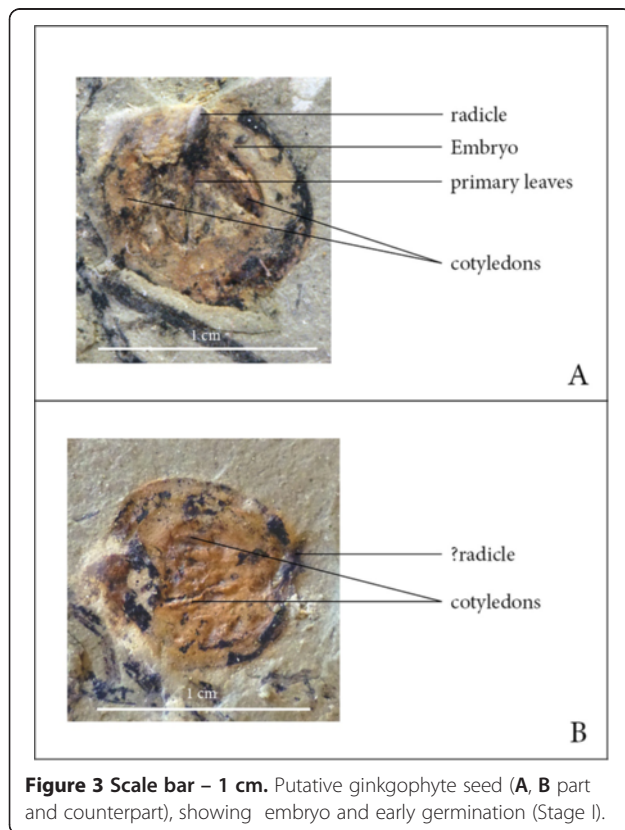 radicle
Embryo
primary leaves
cotyledons
1 cm
A
?radicle
cotyledons
1 cm
B
Figure 3 Scale bar – 1 cm. Putative ginkgophyte seed (A, B part
and counterpart), showing embryo and early germination (Stage I).